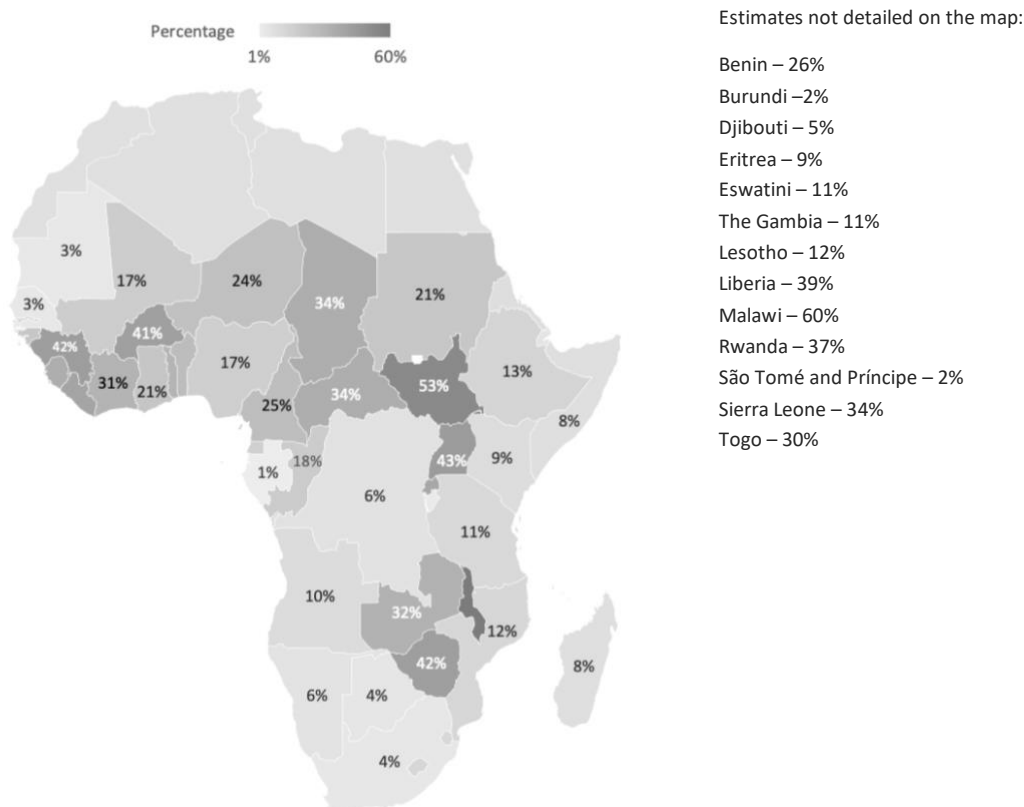 Percentage
1% 60%
3%
17%
24%
34%
21%
3%
42%
41%
31%
21%
17%
25%
34%
53%
13%
8%
1%
18%
6%
43%
9%
11%
10%
32%
12%
42%
6%
4%
8%
4%
Estimates not detailed on the map:
Benin – 26%
Burundi –2%
Djibouti – 5%
Eritrea – 9%
Eswatini – 11%
The Gambia – 11%
Lesotho – 12%
Liberia – 39%
Malawi – 60%
Rwanda – 37%
São Tomé and Príncipe – 2%
Sierra Leone – 34%
Togo – 30%